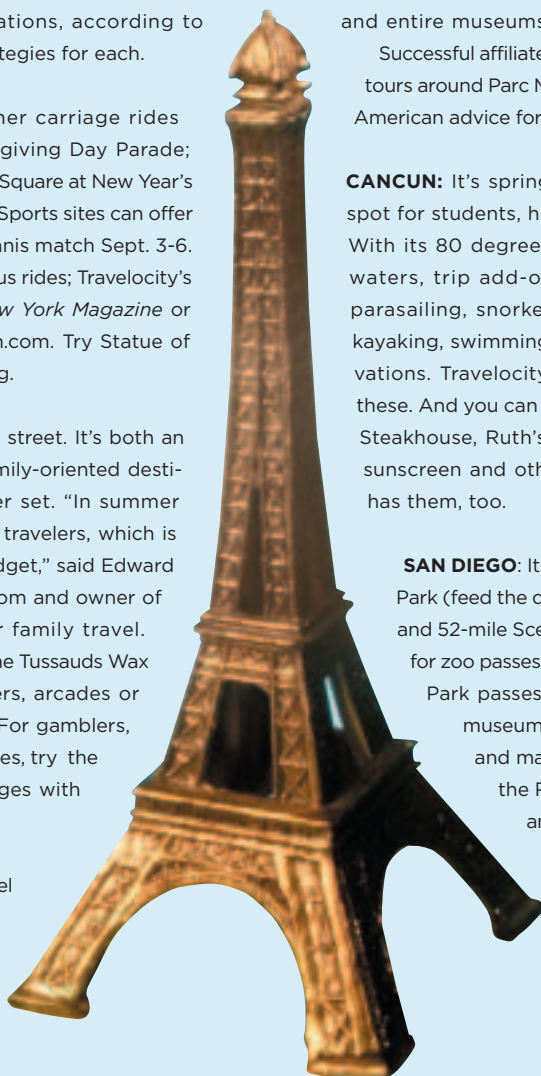 ations, according to
tegies for each.
ner carriage rides
giving Day Parade;
Square at New Year's
Sports sites can offer
nnis match Sept. 3-6.
us rides; Travelocity's
w York Magazine or
n.com. Try Statue of
g.
street. It's both an
mily-oriented desti-
er set. “In summer
travelers, which is
dget,” said Edward
om and owner of
r family travel.
ne Tussauds Wax
ers, arcades or
For gamblers,
es, try the
ges with
el
and entire museums
Successful affiliate
tours around Parc M
American advice for
CANCUN: It's spring
spot for students, h
With its 80 degree
waters, trip add-o
parasailing, snorke
kayaking, swimming
vations. Travelocity
these. And you can
Steakhouse, Ruth's
sunscreen and oth
has them, too.
SAN DIEGO: It
Park (feed the d
and 52-mile Sce
for zoo passes
Park passes
museum
and ma
the P
an